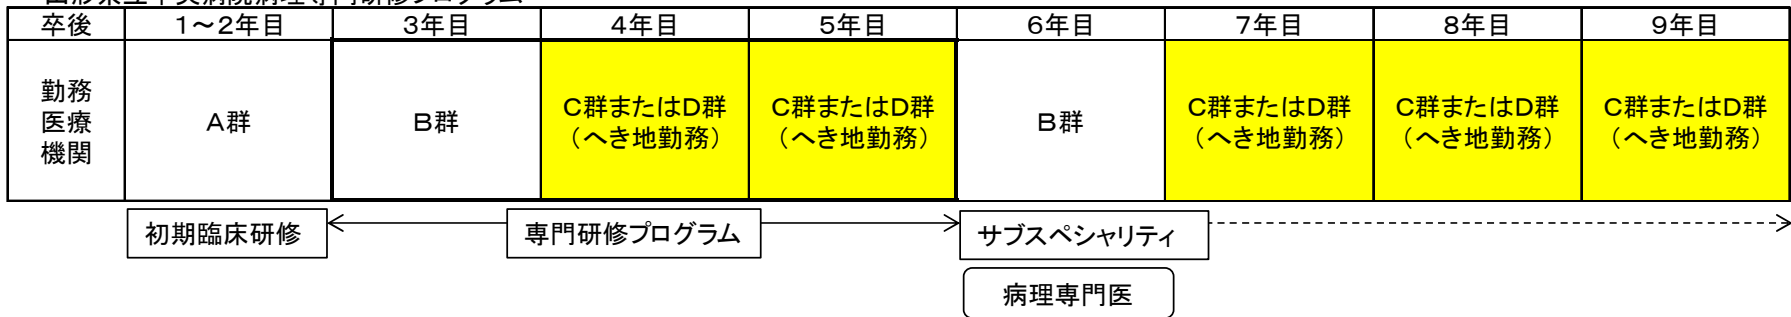 卒後 1～2年目 3年目 4年目 5年目 6年目 7年目 8年目 9年目
勤務
医療
機関
A群
B群
C群またはD群
（へき地勤務）
C群またはD群
（へき地勤務）
B群
C群またはD群
（へき地勤務）
C群またはD群
（へき地勤務）
C群またはD群
（へき地勤務）
初期臨床研修
専門研修プログラム
サブスペシャリティ
病理専門医